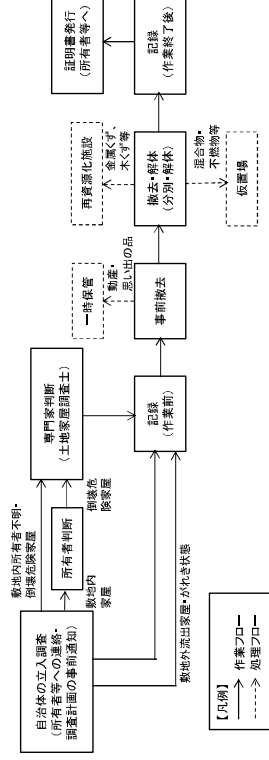 自治体の立入調査
(所有者等への連絡・
調査計画の事前通知)
敷地内所有者不明・
倒壊危険家屋
敷地内
家屋
所有者判断
倒壊危
険家屋
専門家判断
(土地家屋調査士)
敷地外流出家屋・がれき状態
記録
(作業前)
事前撤去
動産・
思い出の品
一時保管
撤去・解体
(分別・解体)
金属くず、
木くず等
再資源化施設
混合物・
不燃物等
仮置場
記録
(作業終了後)
証明書発行
(所有者等へ)
【凡例】
作業フロー
処理フロー